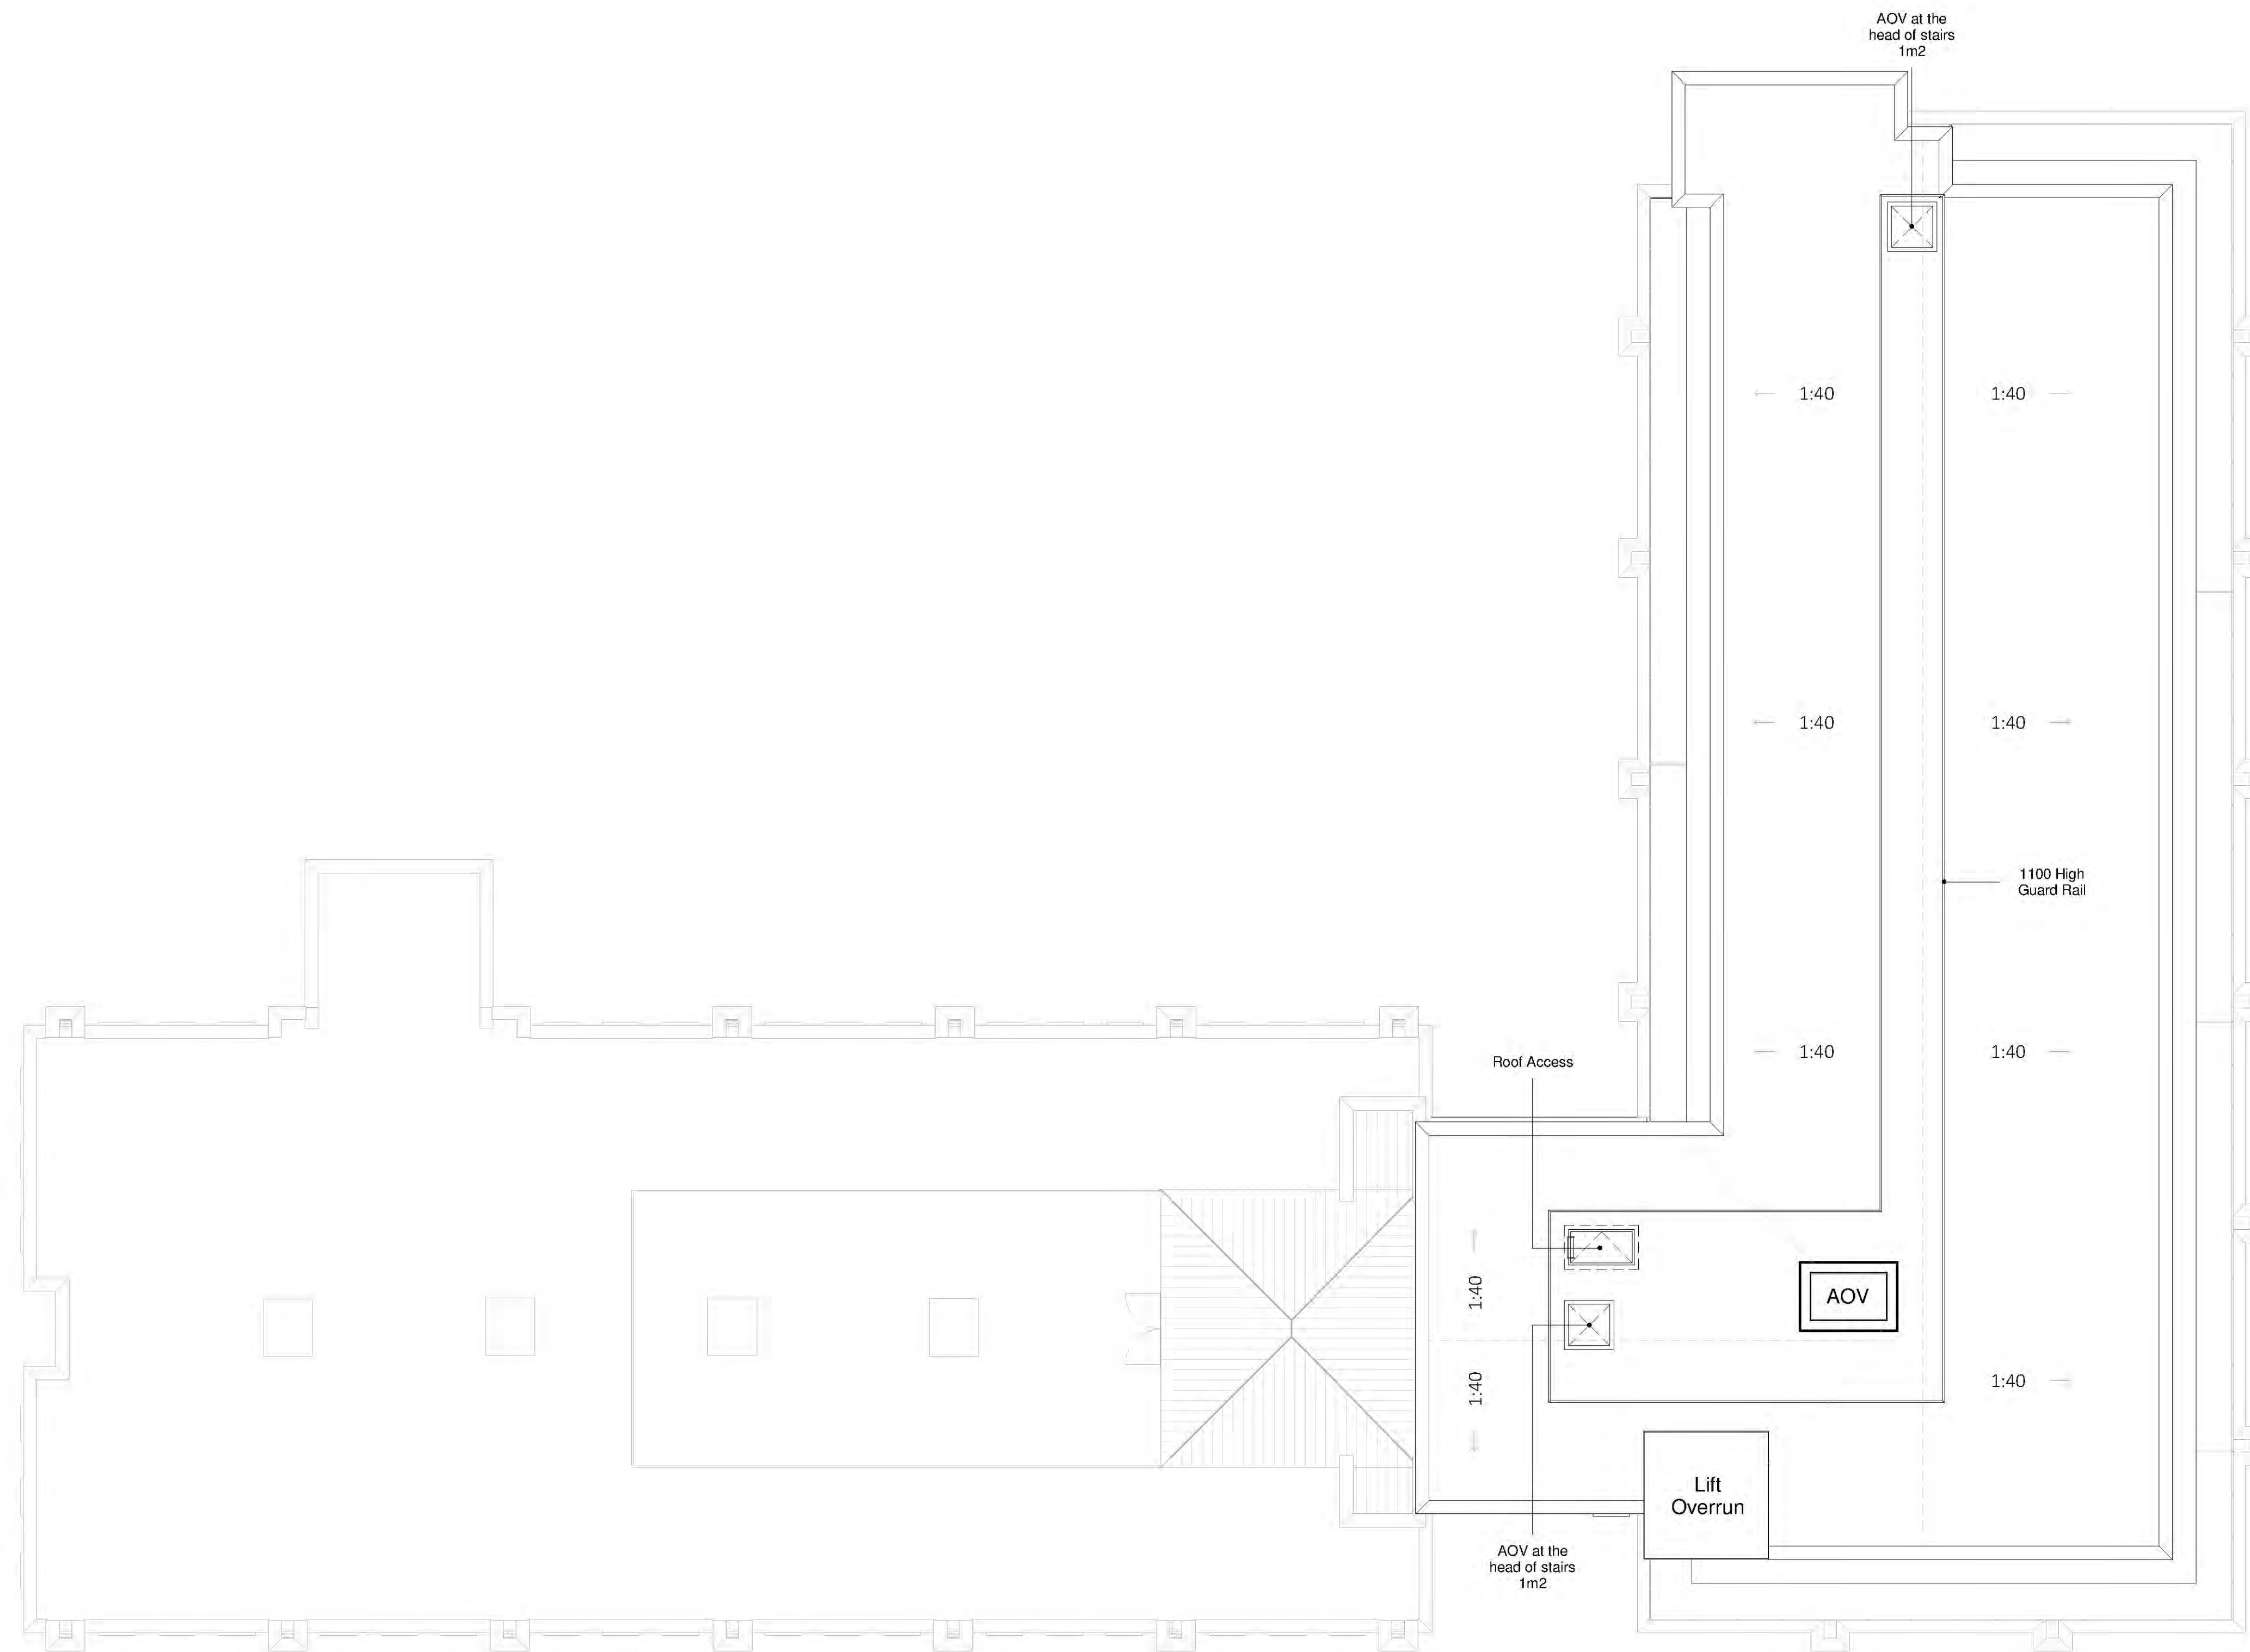 AOV at the
head of stairs
1m2
1:40
1:40
1:40
1:40
1100 High
Guard Rail
Roof Access
1:40
1:40
1:40
AOV
1:40
1:40
Lift
Overrun
AOV at the
head of stairs
1m2